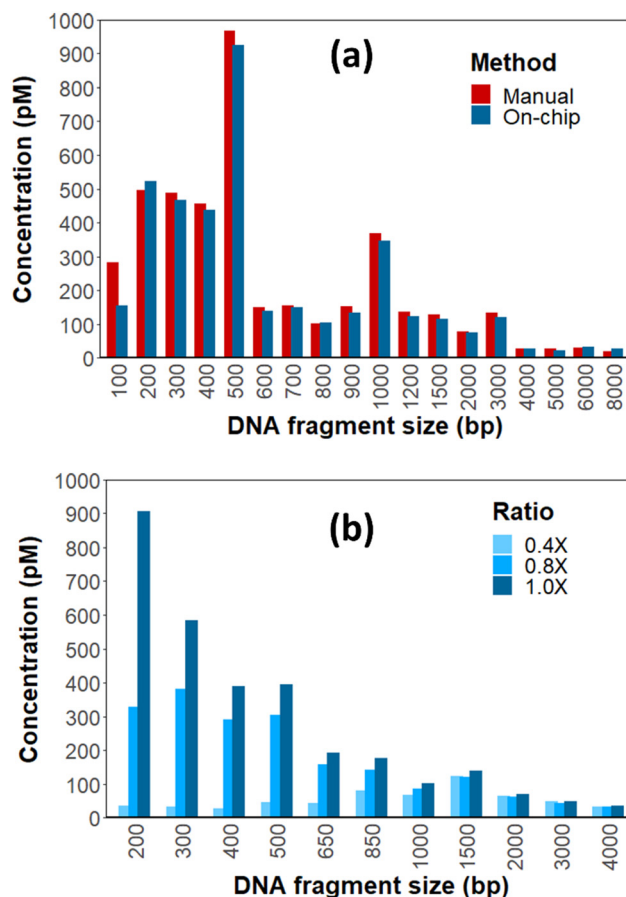 (a)
Method
Manual
On-chip
Concentration (pM)
1000
900
800
700
600
500
400
300
200
100
0
100 200 300 400 500 600 700 800 900 1000 1200 1500 2000 3000 4000 5000 6000 8000
DNA fragment size (bp)
(b)
Ratio
0.4X
0.8X
1.0X
Concentration (pM)
1000
900
800
700
600
500
400
300
200
100
0
200 300 400 500 650 850 1000 1500 2000 3000 4000
DNA fragment size (bp)